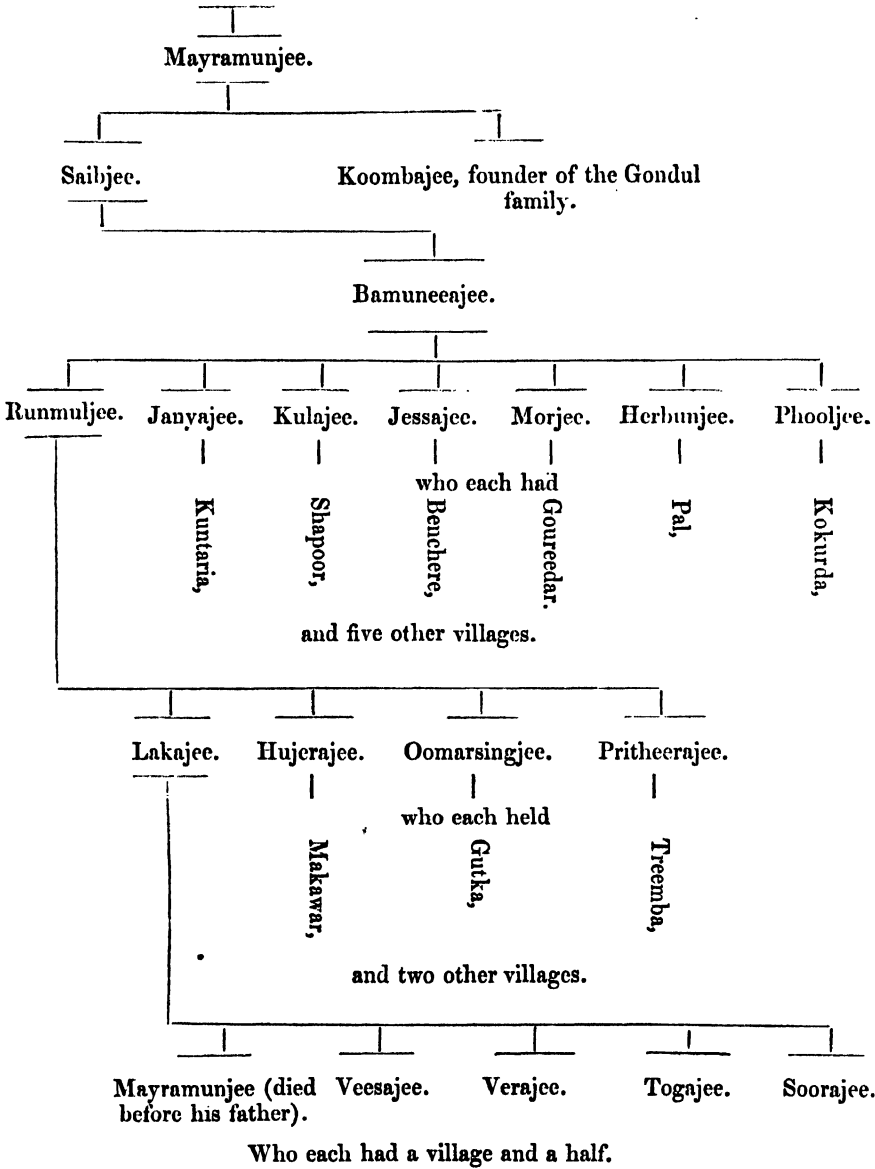 Mayramunjee.
Saibjee. Koombajee, founder of the Gondul
family.
Bamuneeajee.
Runmuljee. Janyajee. Kulajee. Jessajee. Morjee. Herbunjee. Phooljee.
who each had
Kuntaria, Shapoor, Benchere, Goureedar. Pal, Kokurda,
and five other villages.
Lakajee. Hujerajee. Oomarsingjee. Pritheerajee.
who each held
Makawar, Gutka, Treemba,
and two other villages.
Mayramunjee (died Veesajee. Verajee. Togajee. Soorajee.
before his father).
Who each had a village and a half.